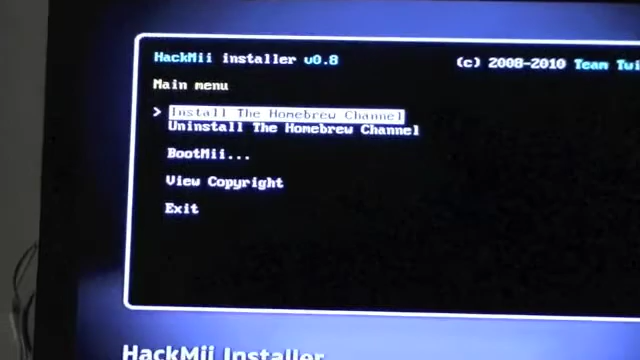 HackMii installer v0.8
(c) 2008-2010 Team Twi
Main menu
> Install The Homebrew Channel
Uninstall The Homebrew Channel
BootMii...
View Copyright
Exit
HackMii Installer